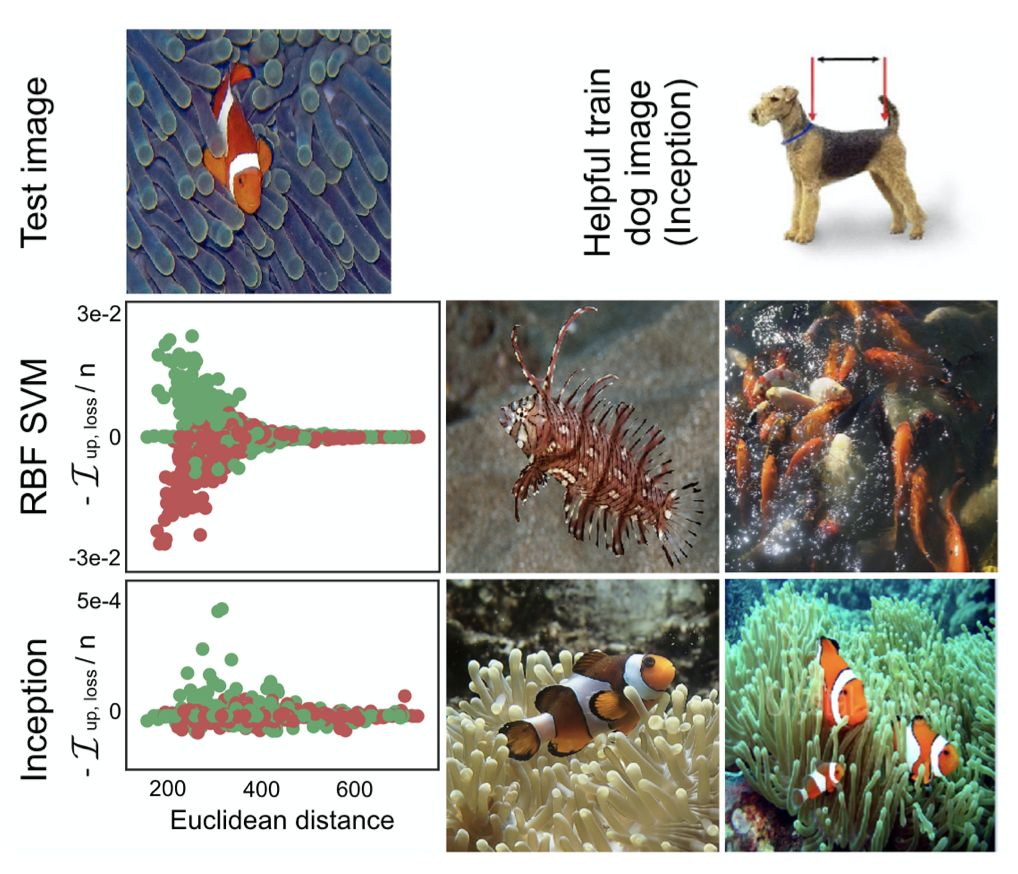 Test image
Helpful train
dog image
(Inception)
RBF SVM
- 𝓘 up, loss / n
3e-2
0
-3e-2
Inception
- 𝓘 up, loss / n
5e-4
0
200 400 600
Euclidean distance